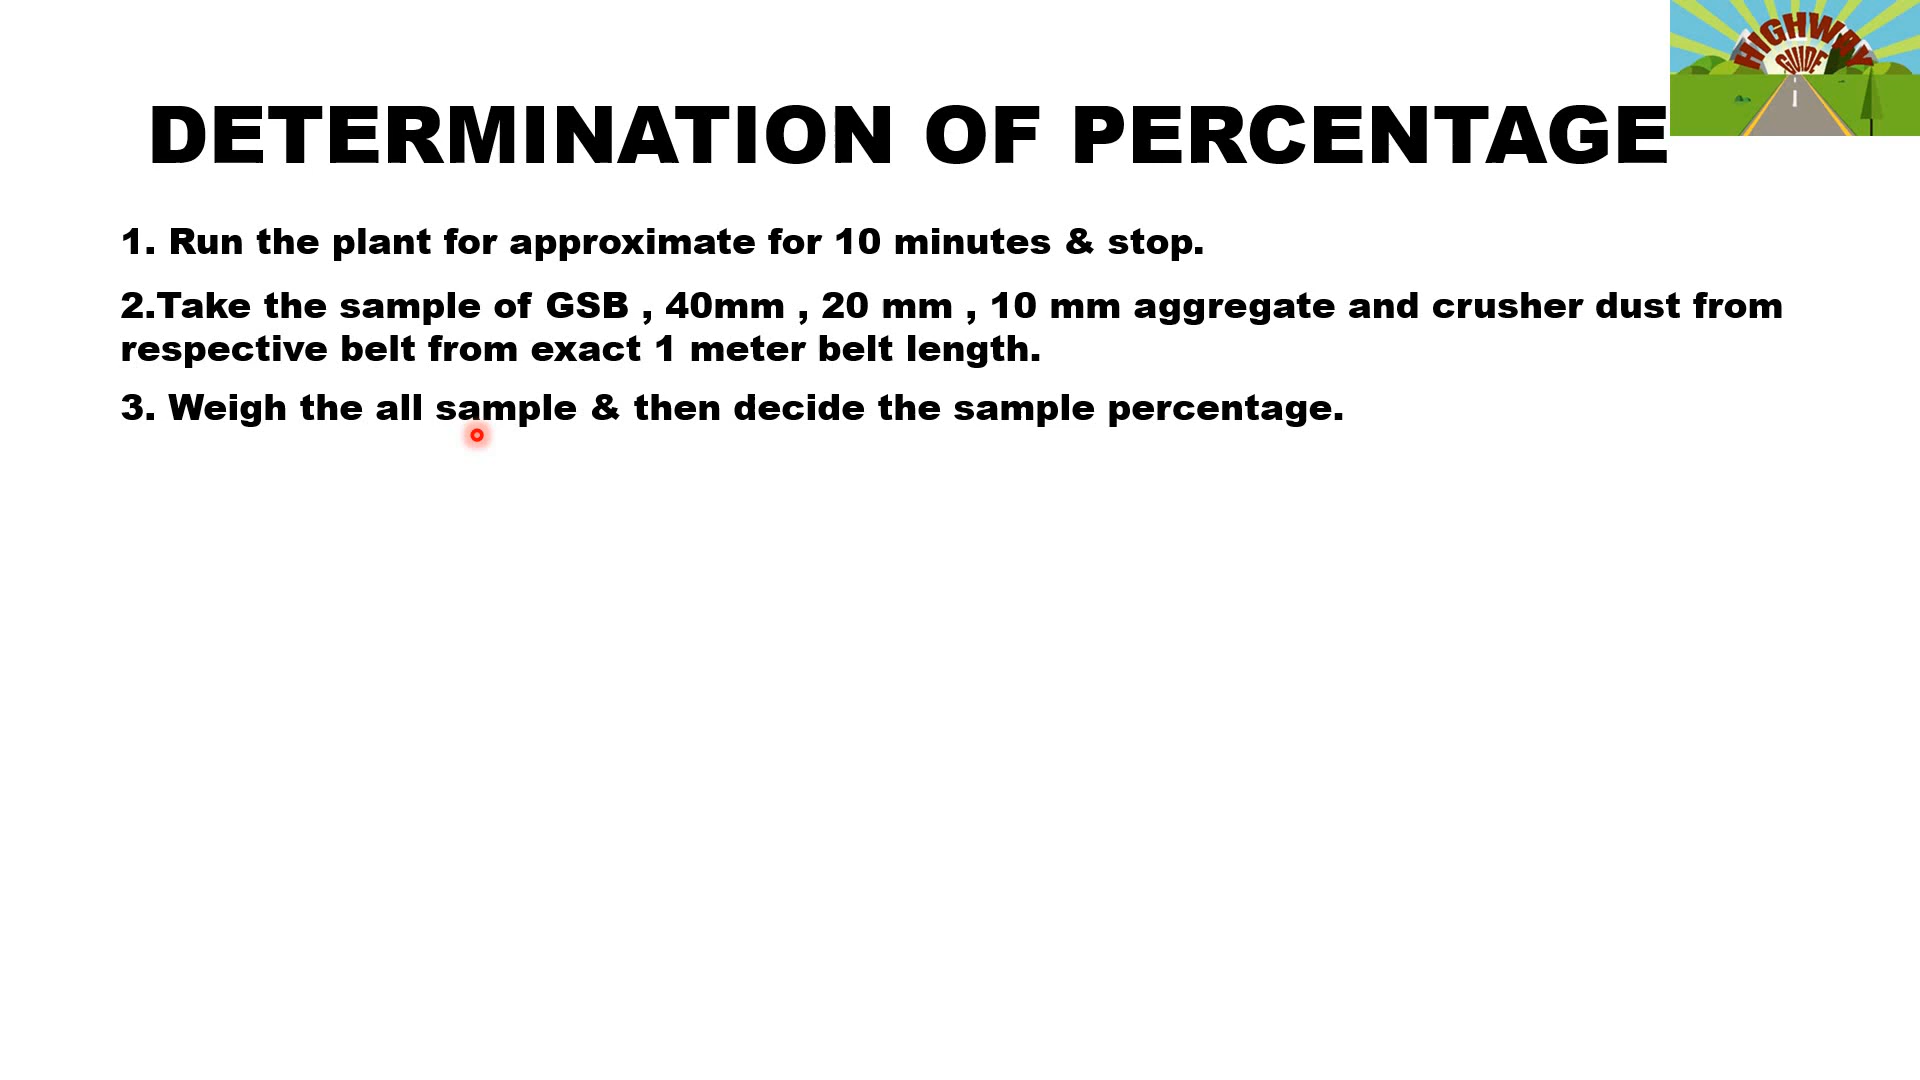 HIGHWAY
GUIDE
DETERMINATION OF PERCENTAGE
1. Run the plant for approximate for 10 minutes & stop.
2.Take the sample of GSB , 40mm , 20 mm , 10 mm aggregate and crusher dust from
respective belt from exact 1 meter belt length.
3. Weigh the all sample & then decide the sample percentage.